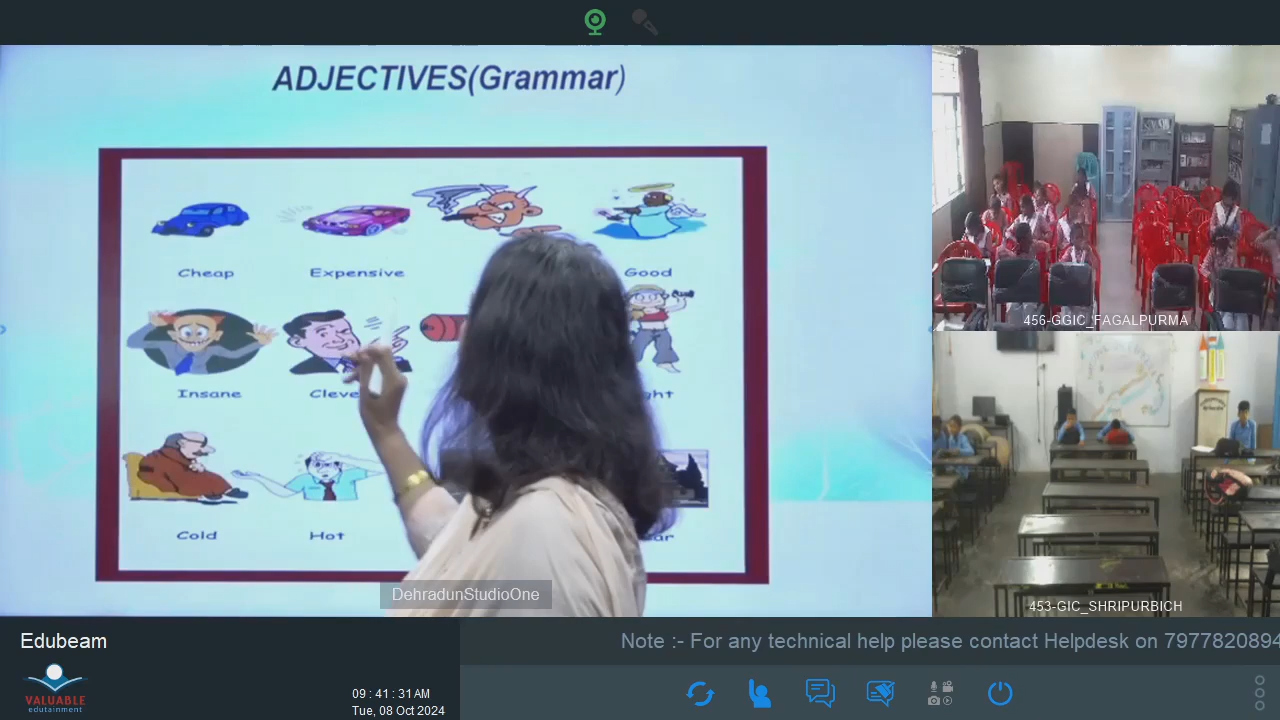 ADJECTIVES(Grammar)
Cheap
Expensive
Good
Insane
Cold
Hot
DehradunStudioOne
456-GGIC_FAGALPURMA
453-GIC_SHRIPURBICH
Edubeam
Note :- For any technical help please contact Helpdesk on 7977820894
VALUABLE
edutainment
09 : 41 : 31 AM
Tue, 08 Oct 2024